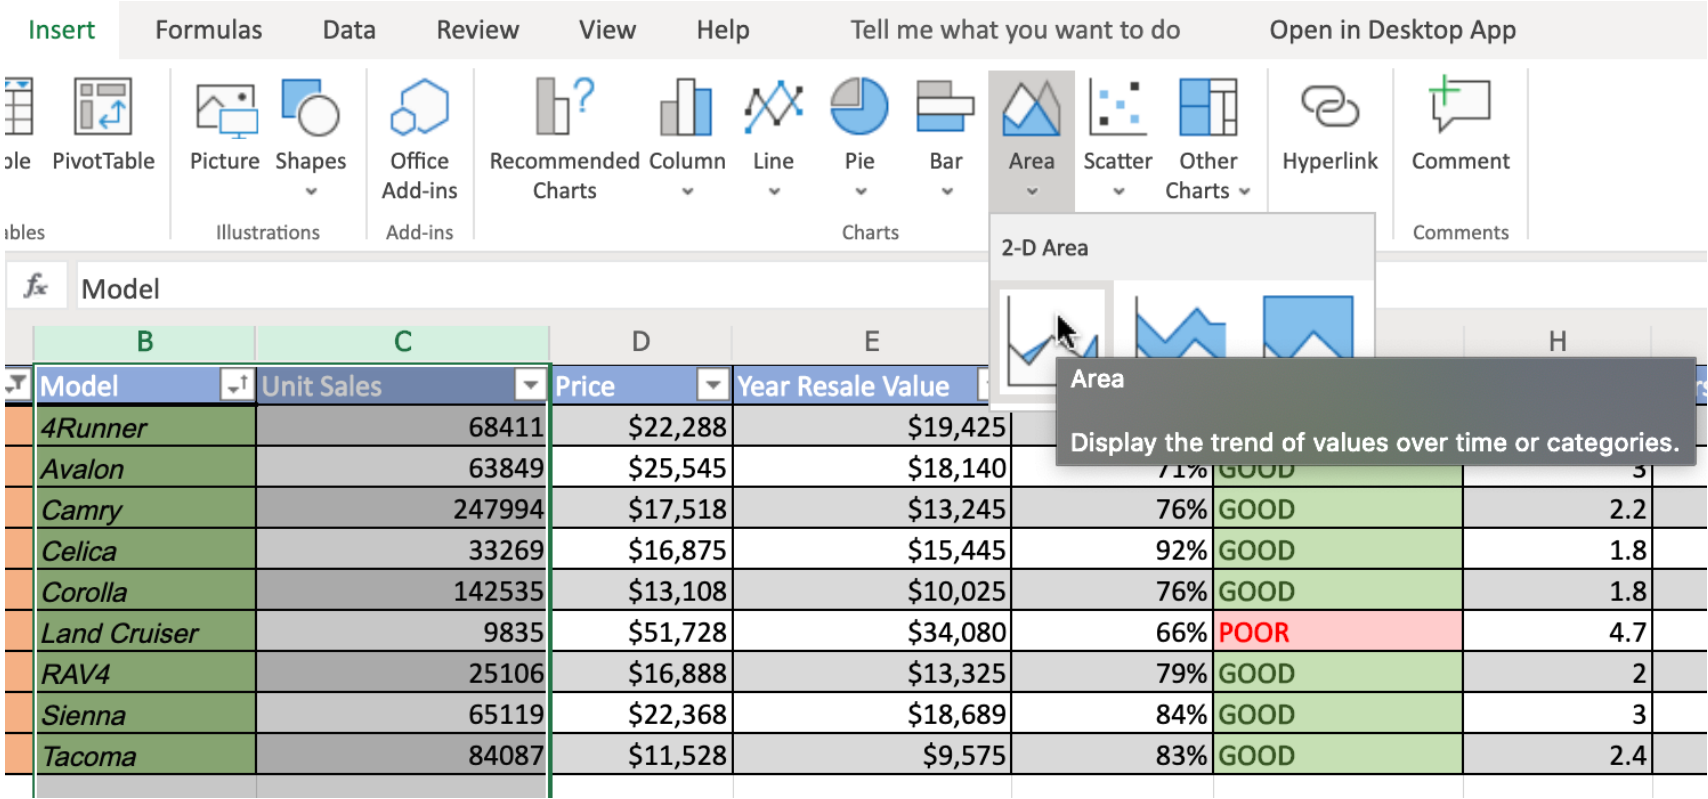 Insert Formulas Data Review View Help Tell me what you want to do Open in Desktop App
PivotTable Picture Shapes Office Add-ins Recommended Charts Column Line Pie Bar Area Scatter Other Charts Hyperlink Comment
Illustrations Add-ins Charts Comments
2-D Area
fx Model
B C D E H
Model Unit Sales Price Year Resale Value
Area
Display the trend of values over time or categories.
4Runner 68411 $22,288 $19,425
Avalon 63849 $25,545 $18,140 71% GOOD 3
Camry 247994 $17,518 $13,245 76% GOOD 2.2
Celica 33269 $16,875 $15,445 92% GOOD 1.8
Corolla 142535 $13,108 $10,025 76% GOOD 1.8
Land Cruiser 9835 $51,728 $34,080 66% POOR 4.7
RAV4 25106 $16,888 $13,325 79% GOOD 2
Sienna 65119 $22,368 $18,689 84% GOOD 3
Tacoma 84087 $11,528 $9,575 83% GOOD 2.4